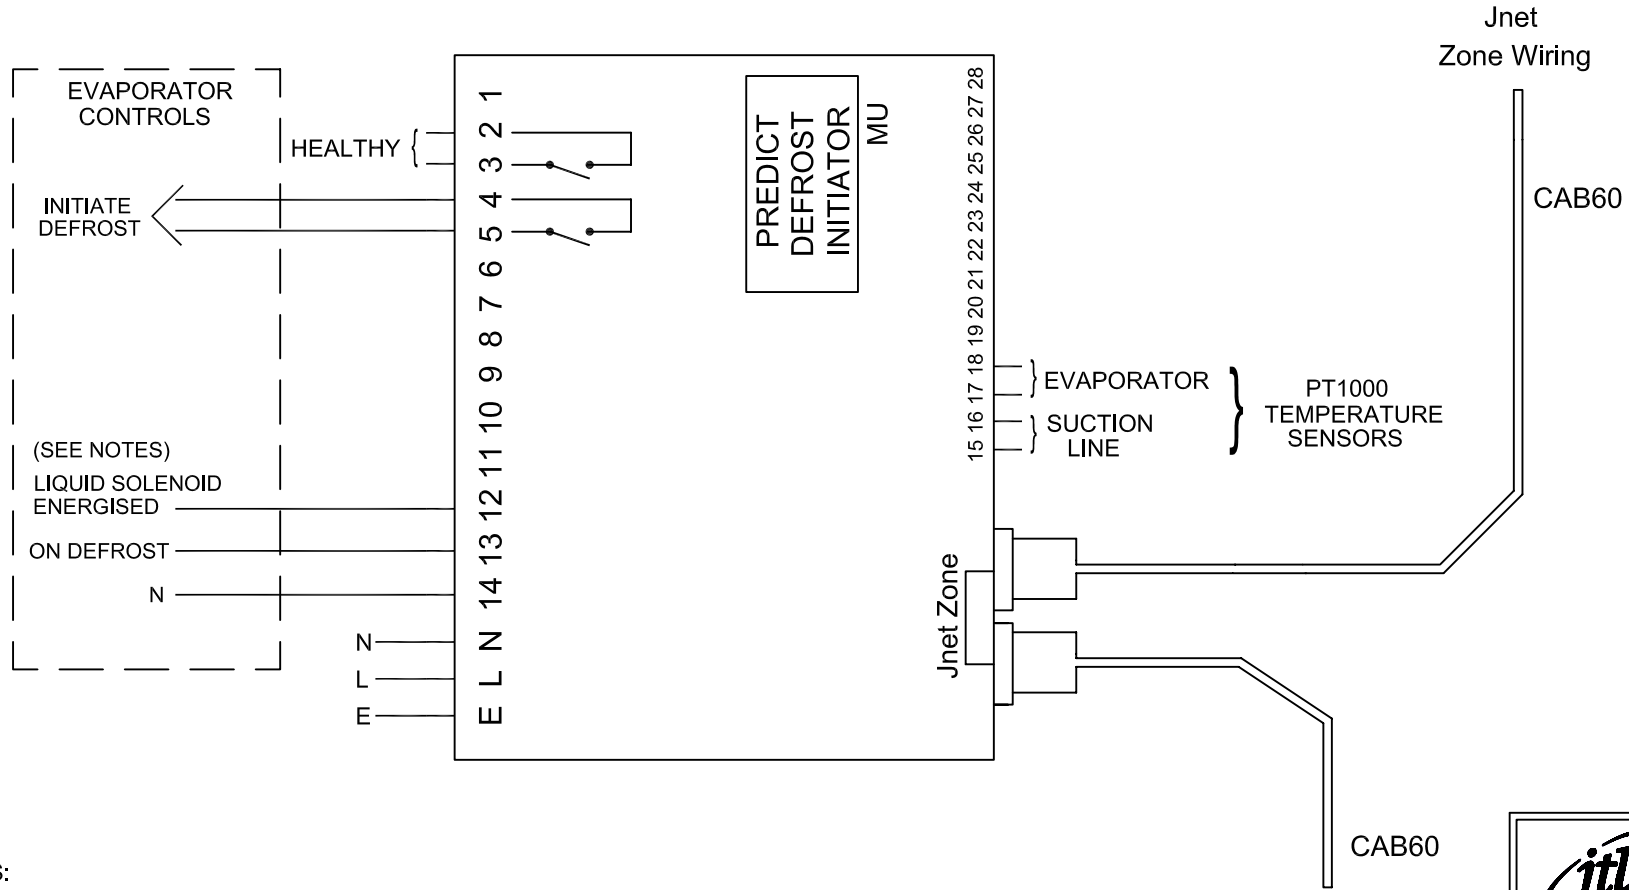 Jnet
Zone Wiring
CAB60
EVAPORATOR
CONTROLS
HEALTHY
INITIATE
DEFROST
(SEE NOTES)
LIQUID SOLENOID
ENERGISED
ON DEFROST
N
N
L
E
1
2
3
4
5
6
7
8
9
10
11
12
13
14
N
L
E
PREDICT
DEFROST
INITIATOR
MU
28
27
26
25
24
23
22
21
20
19
18
17
16
15
EVAPORATOR
SUCTION
LINE
PT1000
TEMPERATURE
SENSORS
Jnet Zone
CAB60
S: